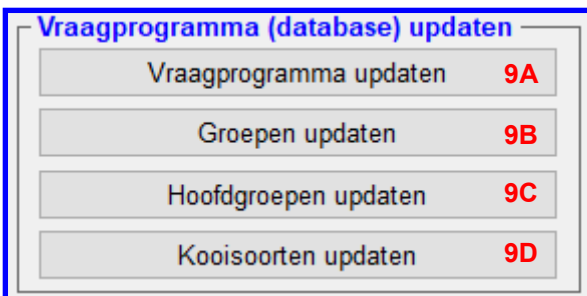 Vraagprogramma (database) updaten
Vraagprogramma updaten 9A
Groepen updaten 9B
Hoofdgroepen updaten 9C
Kooisoorten updaten 9D